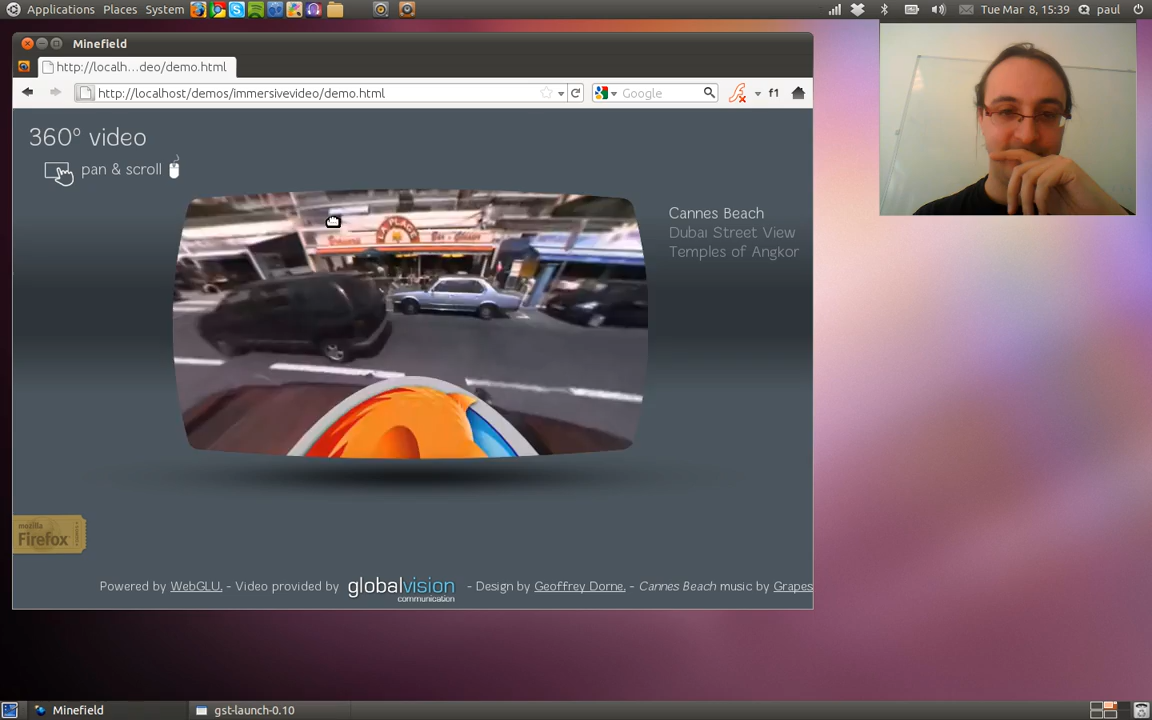 Applications Places System
Tue Mar 8, 15:39 paul
Minefield
http://localh...deo/demo.html
http://localhost/demos/immersivevideo/demo.html
Google
f1
360° video
pan & scroll
LA PLAGE
Cannes Beach
Dubai Street View
Temples of Angkor
mozilla
Firefox
Powered by WebGLU. - Video provided by globalvision communication - Design by Geoffrey Dorne. - Cannes Beach music by Grapes
Minefield
gst-launch-0.10